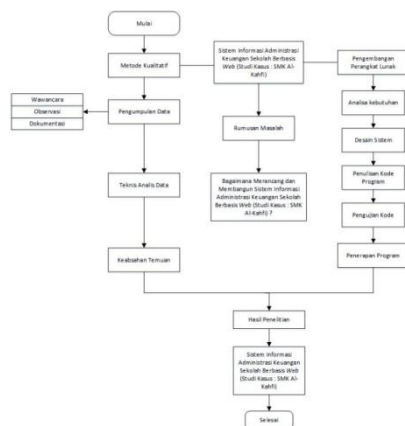 Mulai
Metode Kualitatif
Sistem Informasi Administrasi
Keuangan Sekolah Berbasis
Web (Studi Kasus : SMK
Al-Kahfi)
Pengembangan
Perangkat Lunak
Wawancara
Observasi
Dokumentasi
Pengumpulan Data
Rumusan Masalah
Analisa kebutuhan
Desain Sistem
Teknis Analis Data
Bagaimana Merancang dan
Membangun Sistem Informasi
Administrasi Keuangan Sekolah
Berbasis Web (Studi Kasus : SMK
Al-Kahfi) ?
Penulisan Kode
Program
Pengujian Kode
Keabsahan Temuan
Penerapan Program
Hasil Penelitian
Sistem Informasi
Administrasi Keuangan
Sekolah Berbasis Web
(Studi Kasus : SMK Al-
Kahfi)
Selesai